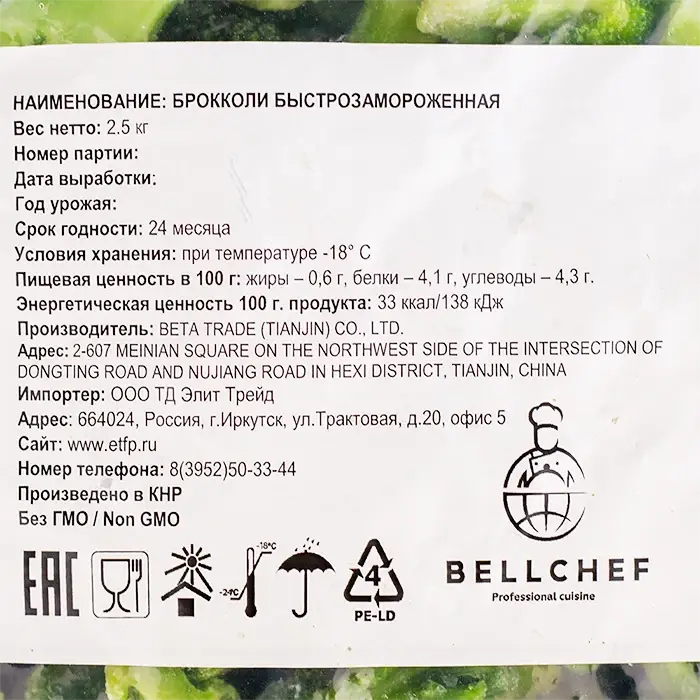 НАИМЕНОВАНИЕ: БРОККОЛИ БЫСТРОЗАМОРОЖЕННАЯ
Вес нетто: 2.5 кг
Номер партии:
Дата выработки:
Год урожая:
Срок годности: 24 месяца
Условия хранения: при температуре -18° С
Пищевая ценность в 100 г: жиры – 0,6 г, белки – 4,1 г, углеводы – 4,3 г.
Энергетическая ценность 100 г. продукта: 33 ккал/138 кДж
Производитель: BETA TRADE (TIANJIN) CO., LTD.
Адрес: 2-607 MEINIAN SQUARE ON THE NORTHWEST SIDE OF THE INTERSECTION OF
DONGTING ROAD AND NUJIANG ROAD IN HEXI DISTRICT, TIANJIN, CHINA
Импортер: ООО ТД Элит Трейд
Адрес: 664024, Россия, г.Иркутск, ул.Трактовая, д.20, офис 5
Сайт: www.etfp.ru
Номер телефона: 8(3952)50-33-44
Произведено в КНР
Без ГМО / Non GMO
EAC
-18°C
-24°C
4
PE-LD
BELLCHEF
Professional cuisine